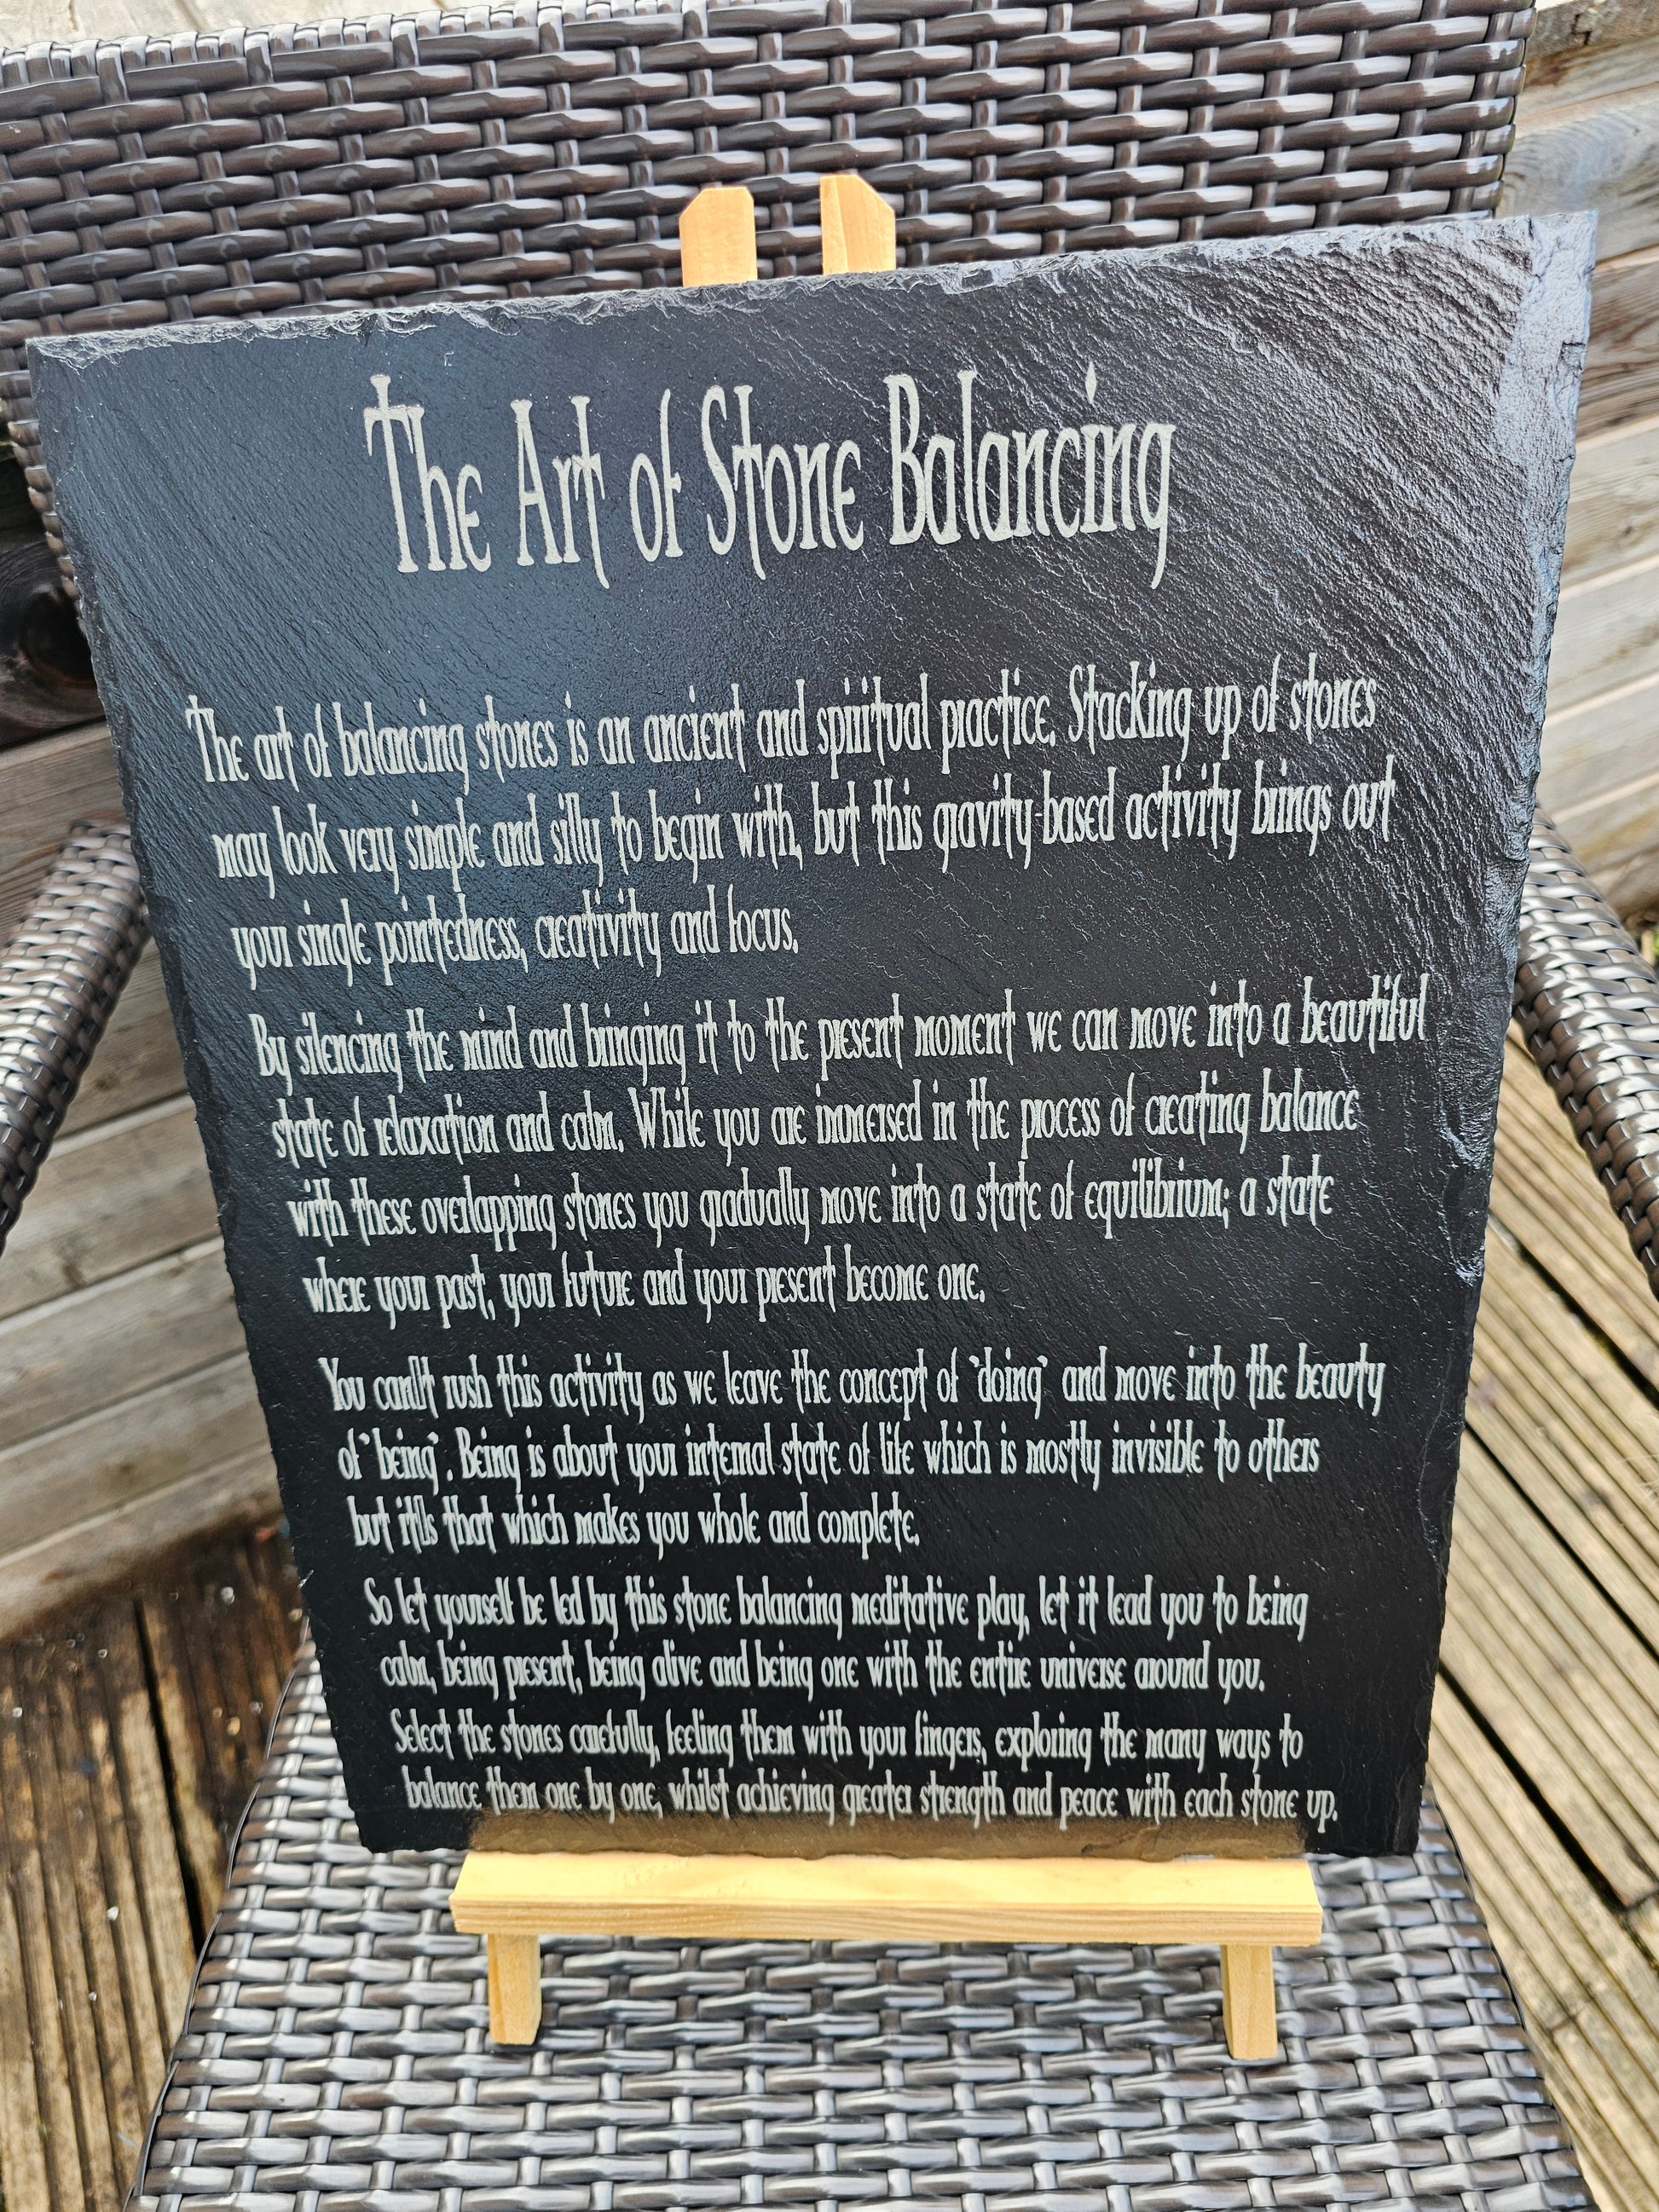 The Art of Stone Balancing
The art of balancing stones is an ancient and spiritual practice. Stacking up of stones
may look very simple and silly to begin with, but this gravity-based activity brings out
your single pointedness, creativity and focus.
By silencing the mind and bringing it to the present moment we can move into a beautiful
state of relaxation and calm. While you are immersed in the process of creating balance
with these overlapping stones you gradually move into a state of equilibrium; a state
where your past, your future and your present become one.
You can't rush this activity as we leave the concept of 'doing' and move into the beauty
of 'being'. Being is about your internal state of life which is mostly invisible to others
but it's that which makes you whole and complete.
So let yourself be led by this stone balancing meditative play, let it lead you to being
calm, being present, being alive and being one with the entire universe around you.
Select the stones carefully, feeling them with your fingers, exploring the many ways to
balance them one by one, whilst achieving greater strength and peace with each stone up.